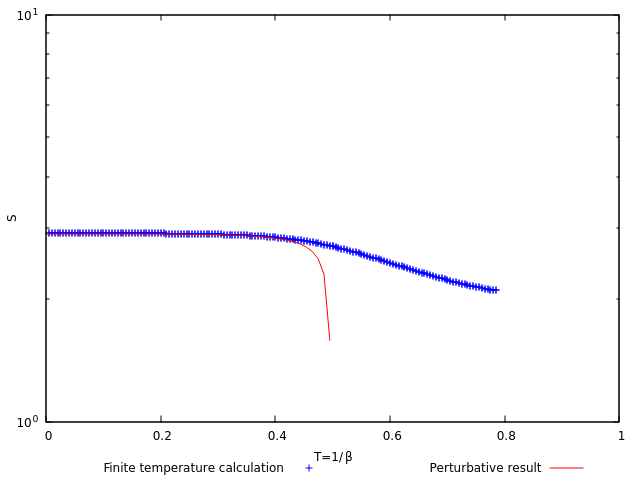 10¹
S
10⁰
0 0.2 0.4 0.6 0.8 1
T=1/β
Finite temperature calculation Perturbative result